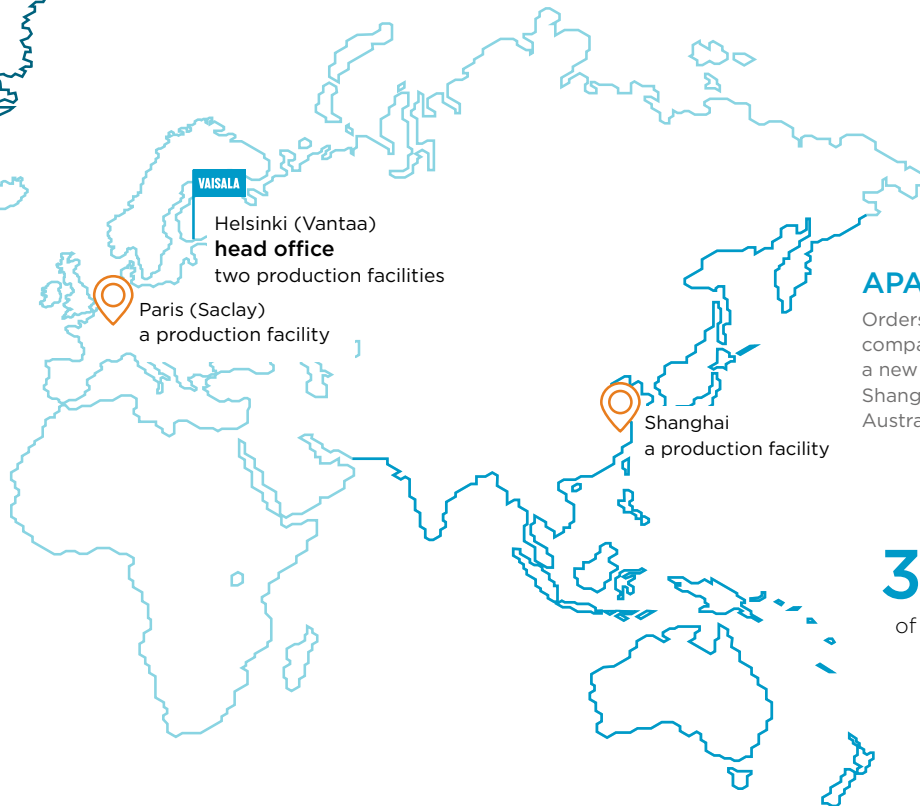 VAISALA
Helsinki (Vantaa)
head office
two production facilities
Paris (Saclay)
a production facility
Shanghai
a production facility
APA
Orders
compa
a new
Shang
Austra
3
of